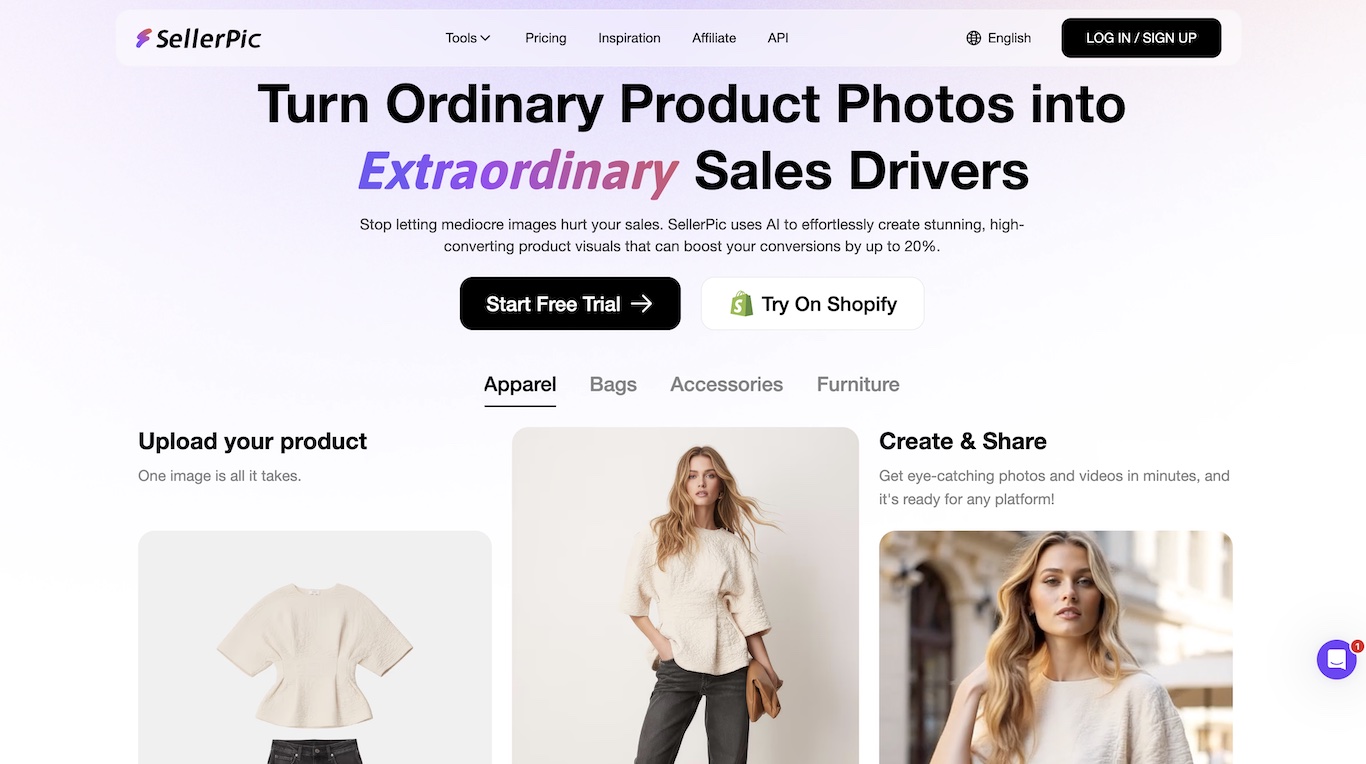 SellerPic
Tools
Pricing
Inspiration
Affiliate
API
English
LOG IN / SIGN UP
Turn Ordinary Product Photos into
Extraordinary Sales Drivers
Stop letting mediocre images hurt your sales. SellerPic uses AI to effortlessly create stunning, high-
converting product visuals that can boost your conversions by up to 20%.
Start Free Trial
Try On Shopify
Apparel
Bags
Accessories
Furniture
Upload your product
One image is all it takes.
Create & Share
Get eye-catching photos and videos in minutes, and
it's ready for any platform!
1